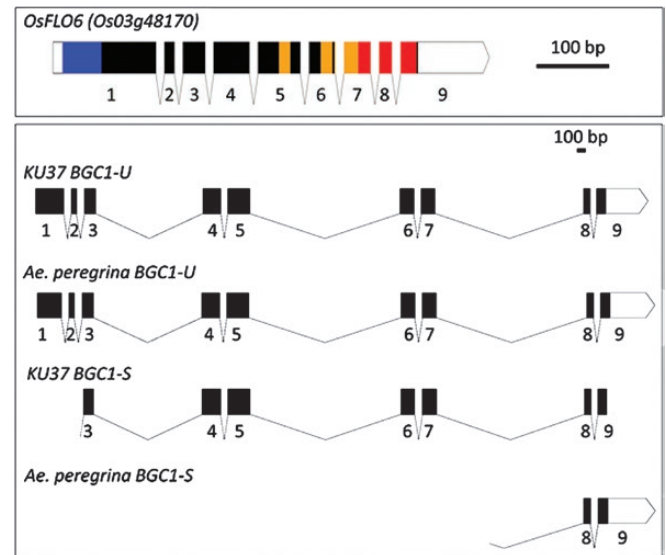 OsFLO6 (Os03g48170)
100 bp
1 2 3 4 5 6 7 8 9
100 bp
KU37 BGC1-U
1 2 3 4 5 6 7 8 9
Ae. peregrina BGC1-U
1 2 3 4 5 6 7 8 9
KU37 BGC1-S
3 4 5 6 7 8 9
Ae. peregrina BGC1-S
8 9